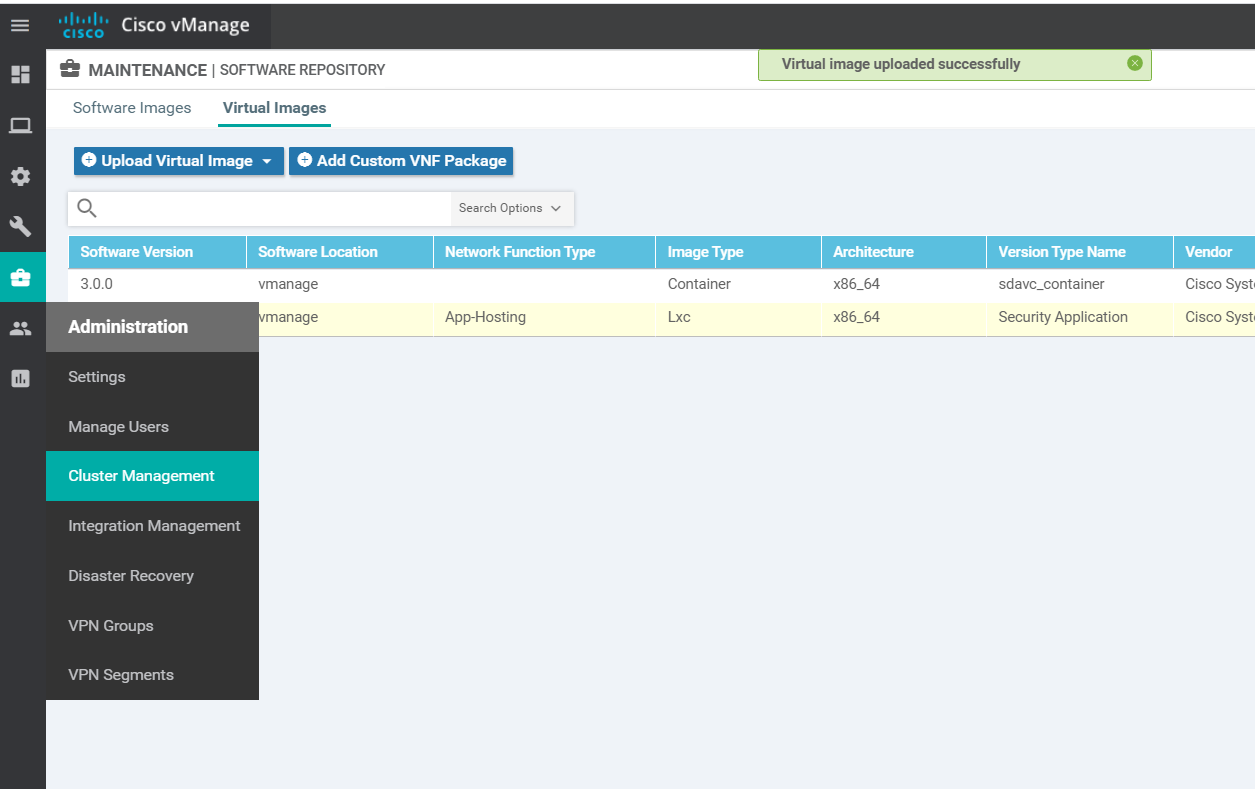 CISCO Cisco vManage
MAINTENANCE | SOFTWARE REPOSITORY
Virtual image uploaded successfully
Software Images Virtual Images
Upload Virtual Image Add Custom VNF Package
Search Options
Software Version Software Location Network Function Type Image Type Architecture Version Type Name Vendor
3.0.0 vmanage Container x86_64 sdavc_container Cisco Syst
vmanage App-Hosting Lxc x86_64 Security Application Cisco Syst
Administration
Settings
Manage Users
Cluster Management
Integration Management
Disaster Recovery
VPN Groups
VPN Segments